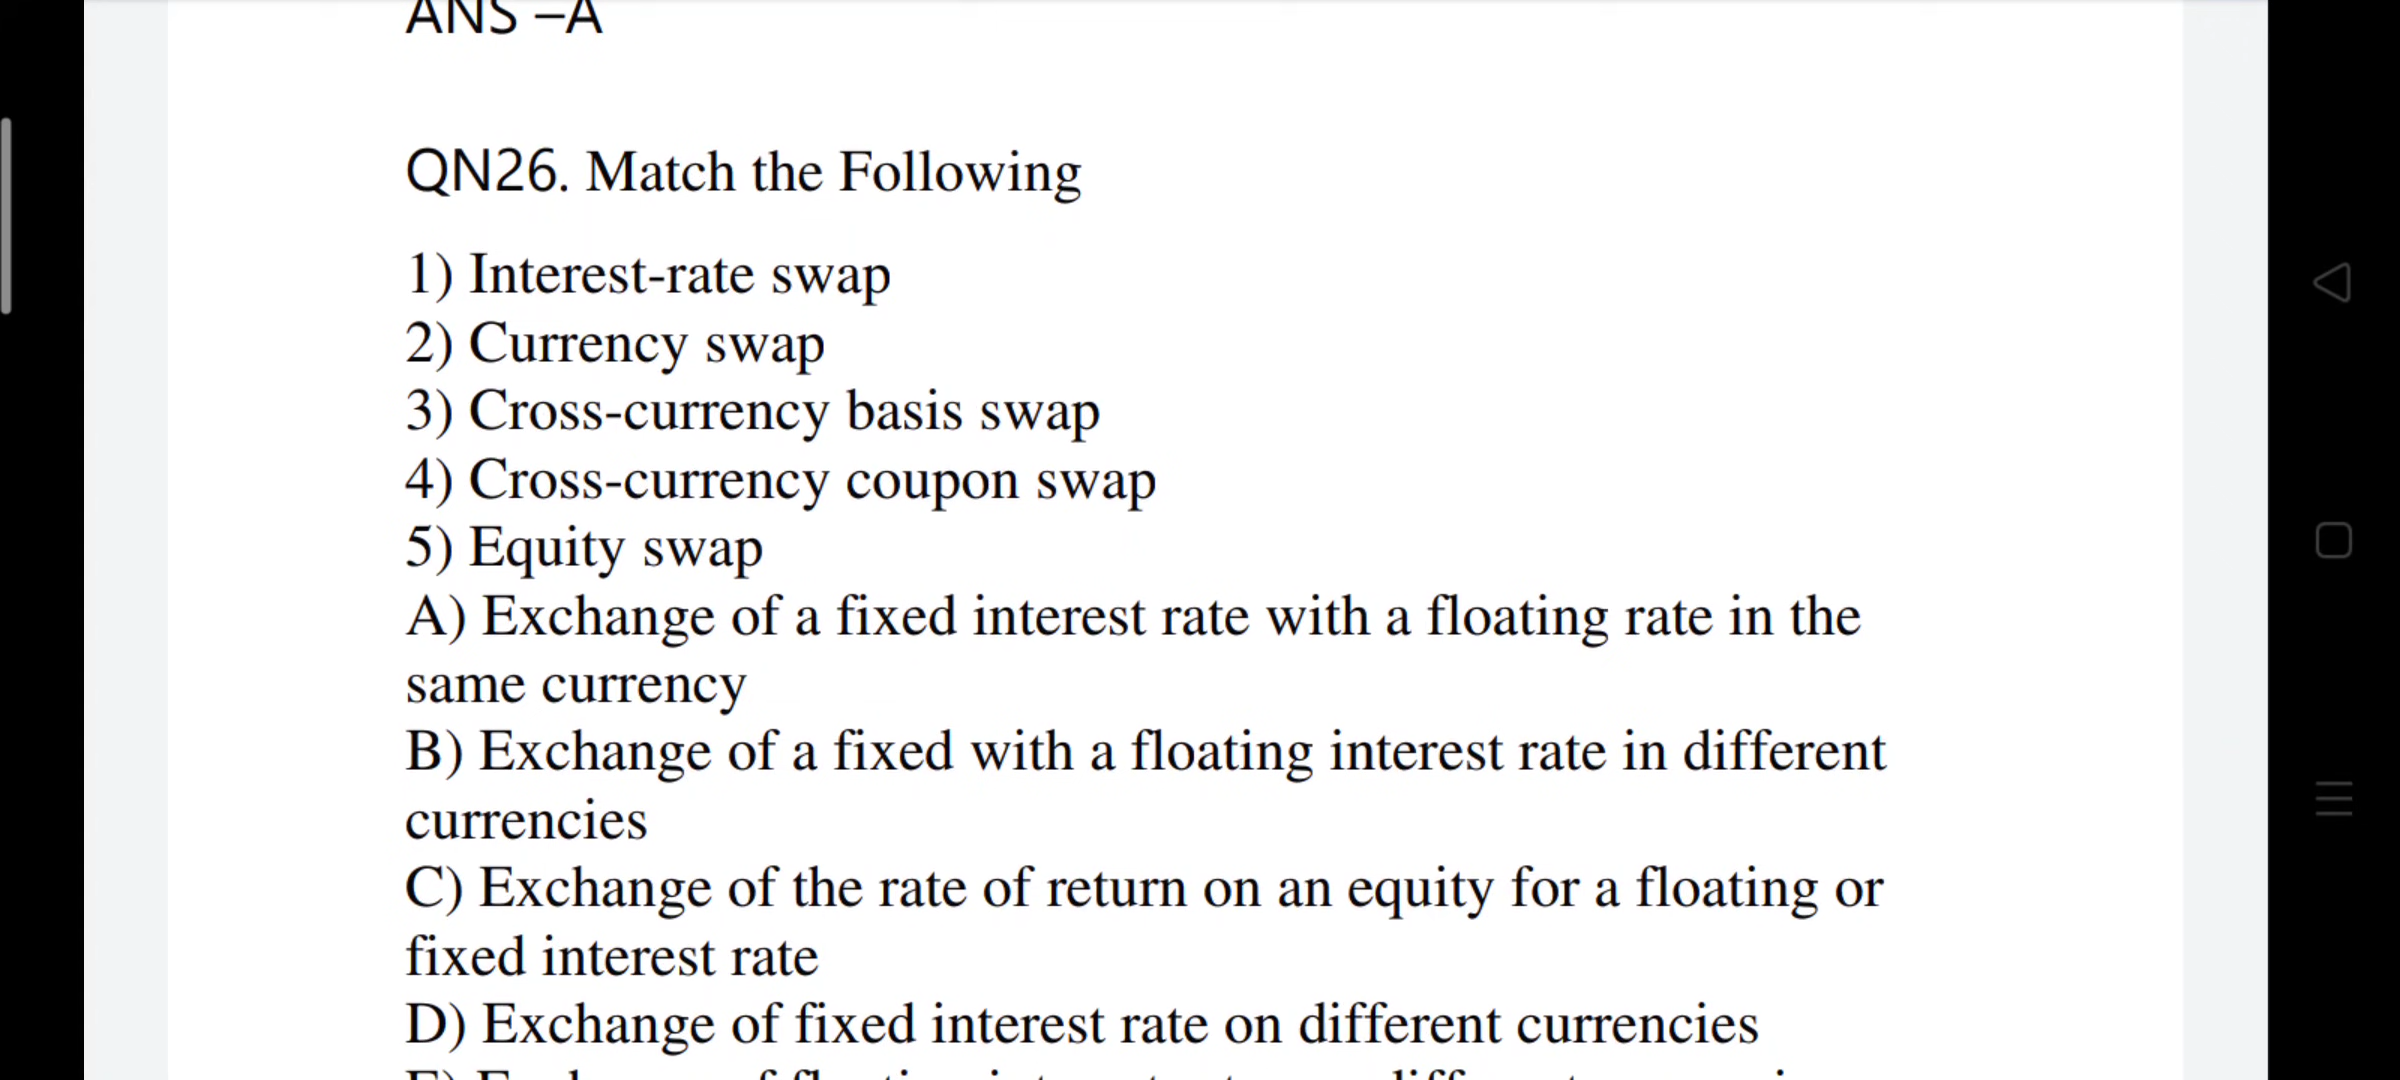 ANS –A
QN26. Match the Following
1) Interest-rate swap
2) Currency swap
3) Cross-currency basis swap
4) Cross-currency coupon swap
5) Equity swap
A) Exchange of a fixed interest rate with a floating rate in the
same currency
B) Exchange of a fixed with a floating interest rate in different
currencies
C) Exchange of the rate of return on an equity for a floating or
fixed interest rate
D) Exchange of fixed interest rate on different currencies